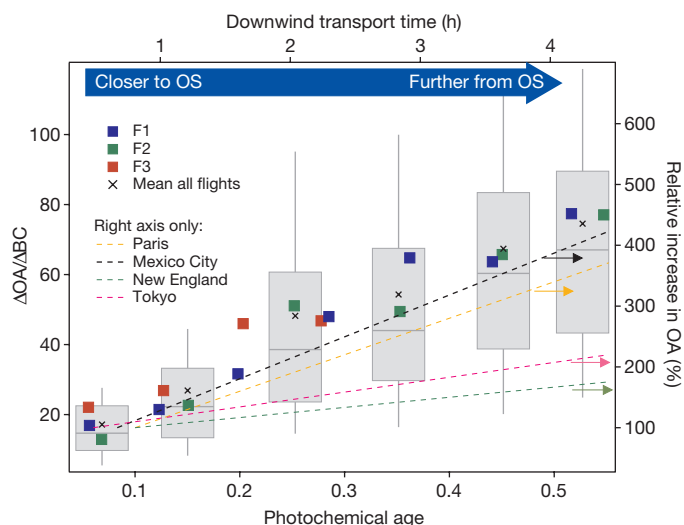 Downwind transport time (h)
1 2 3 4
Closer to OS Further from OS
F1
F2
F3
Mean all flights
Right axis only:
Paris
Mexico City
New England
Tokyo
ΔOA/ΔBC
100
80
60
40
20
600
500
400
300
200
100
Relative increase in OA (%)
0.1 0.2 0.3 0.4 0.5
Photochemical age